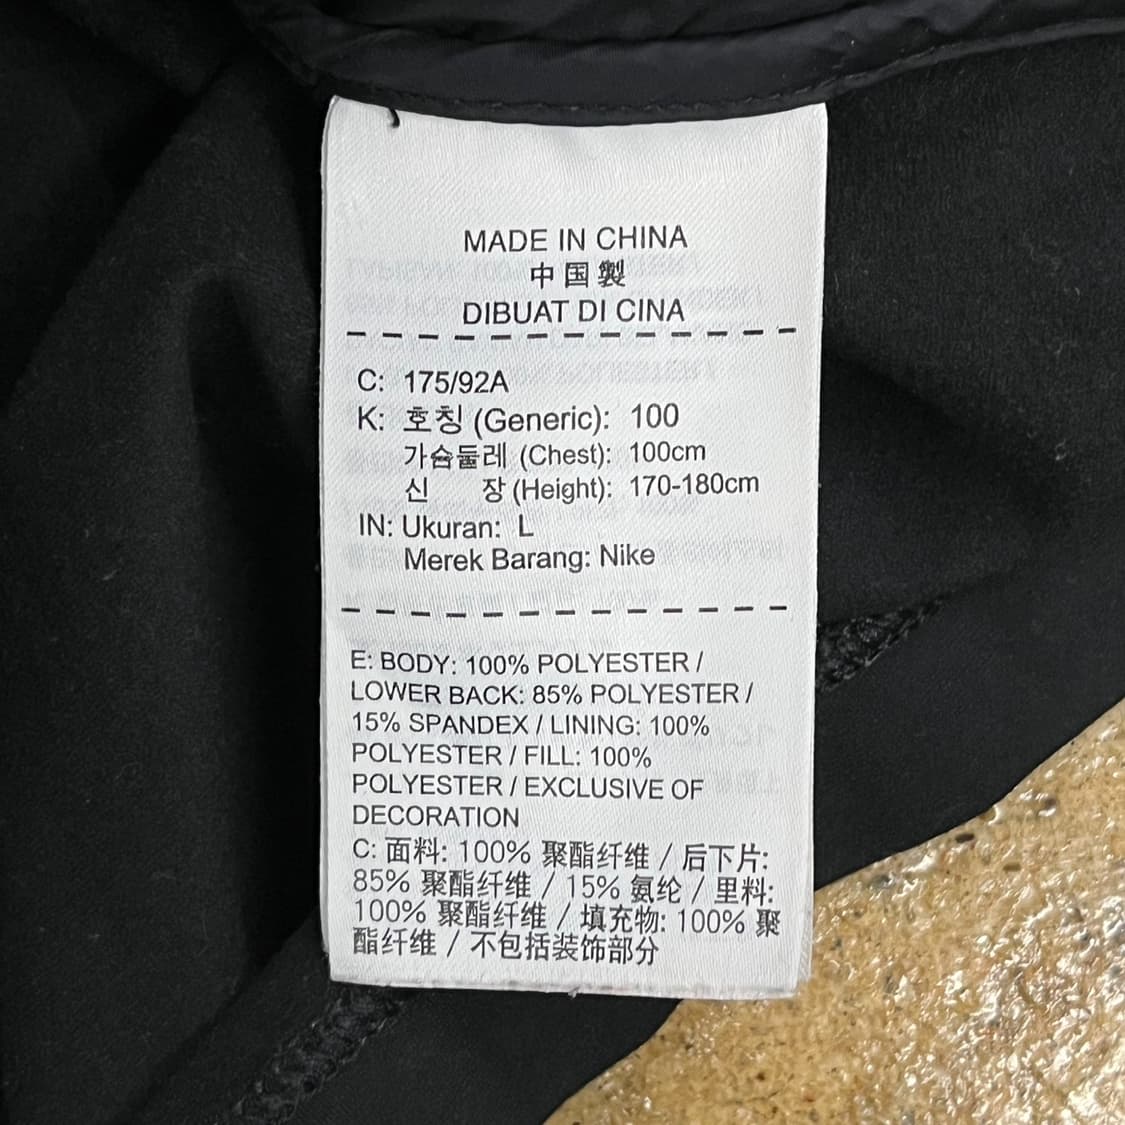 MADE IN CHINA
中国製
DIBUAT DI CINA
C: 175/92A
K: 호칭 (Generic): 100
가슴둘레 (Chest): 100cm
신 장 (Height): 170-180cm
IN: Ukuran: L
Merek Barang: Nike
E: BODY: 100% POLYESTER /
LOWER BACK: 85% POLYESTER /
15% SPANDEX / LINING: 100%
POLYESTER / FILL: 100%
POLYESTER / EXCLUSIVE OF
DECORATION
C: 面料: 100% 聚酯纤维 / 后下片:
85% 聚酯纤维 / 15% 氨纶 / 里料:
100% 聚酯纤维 / 填充物: 100% 聚
酯纤维 / 不包括装饰部分